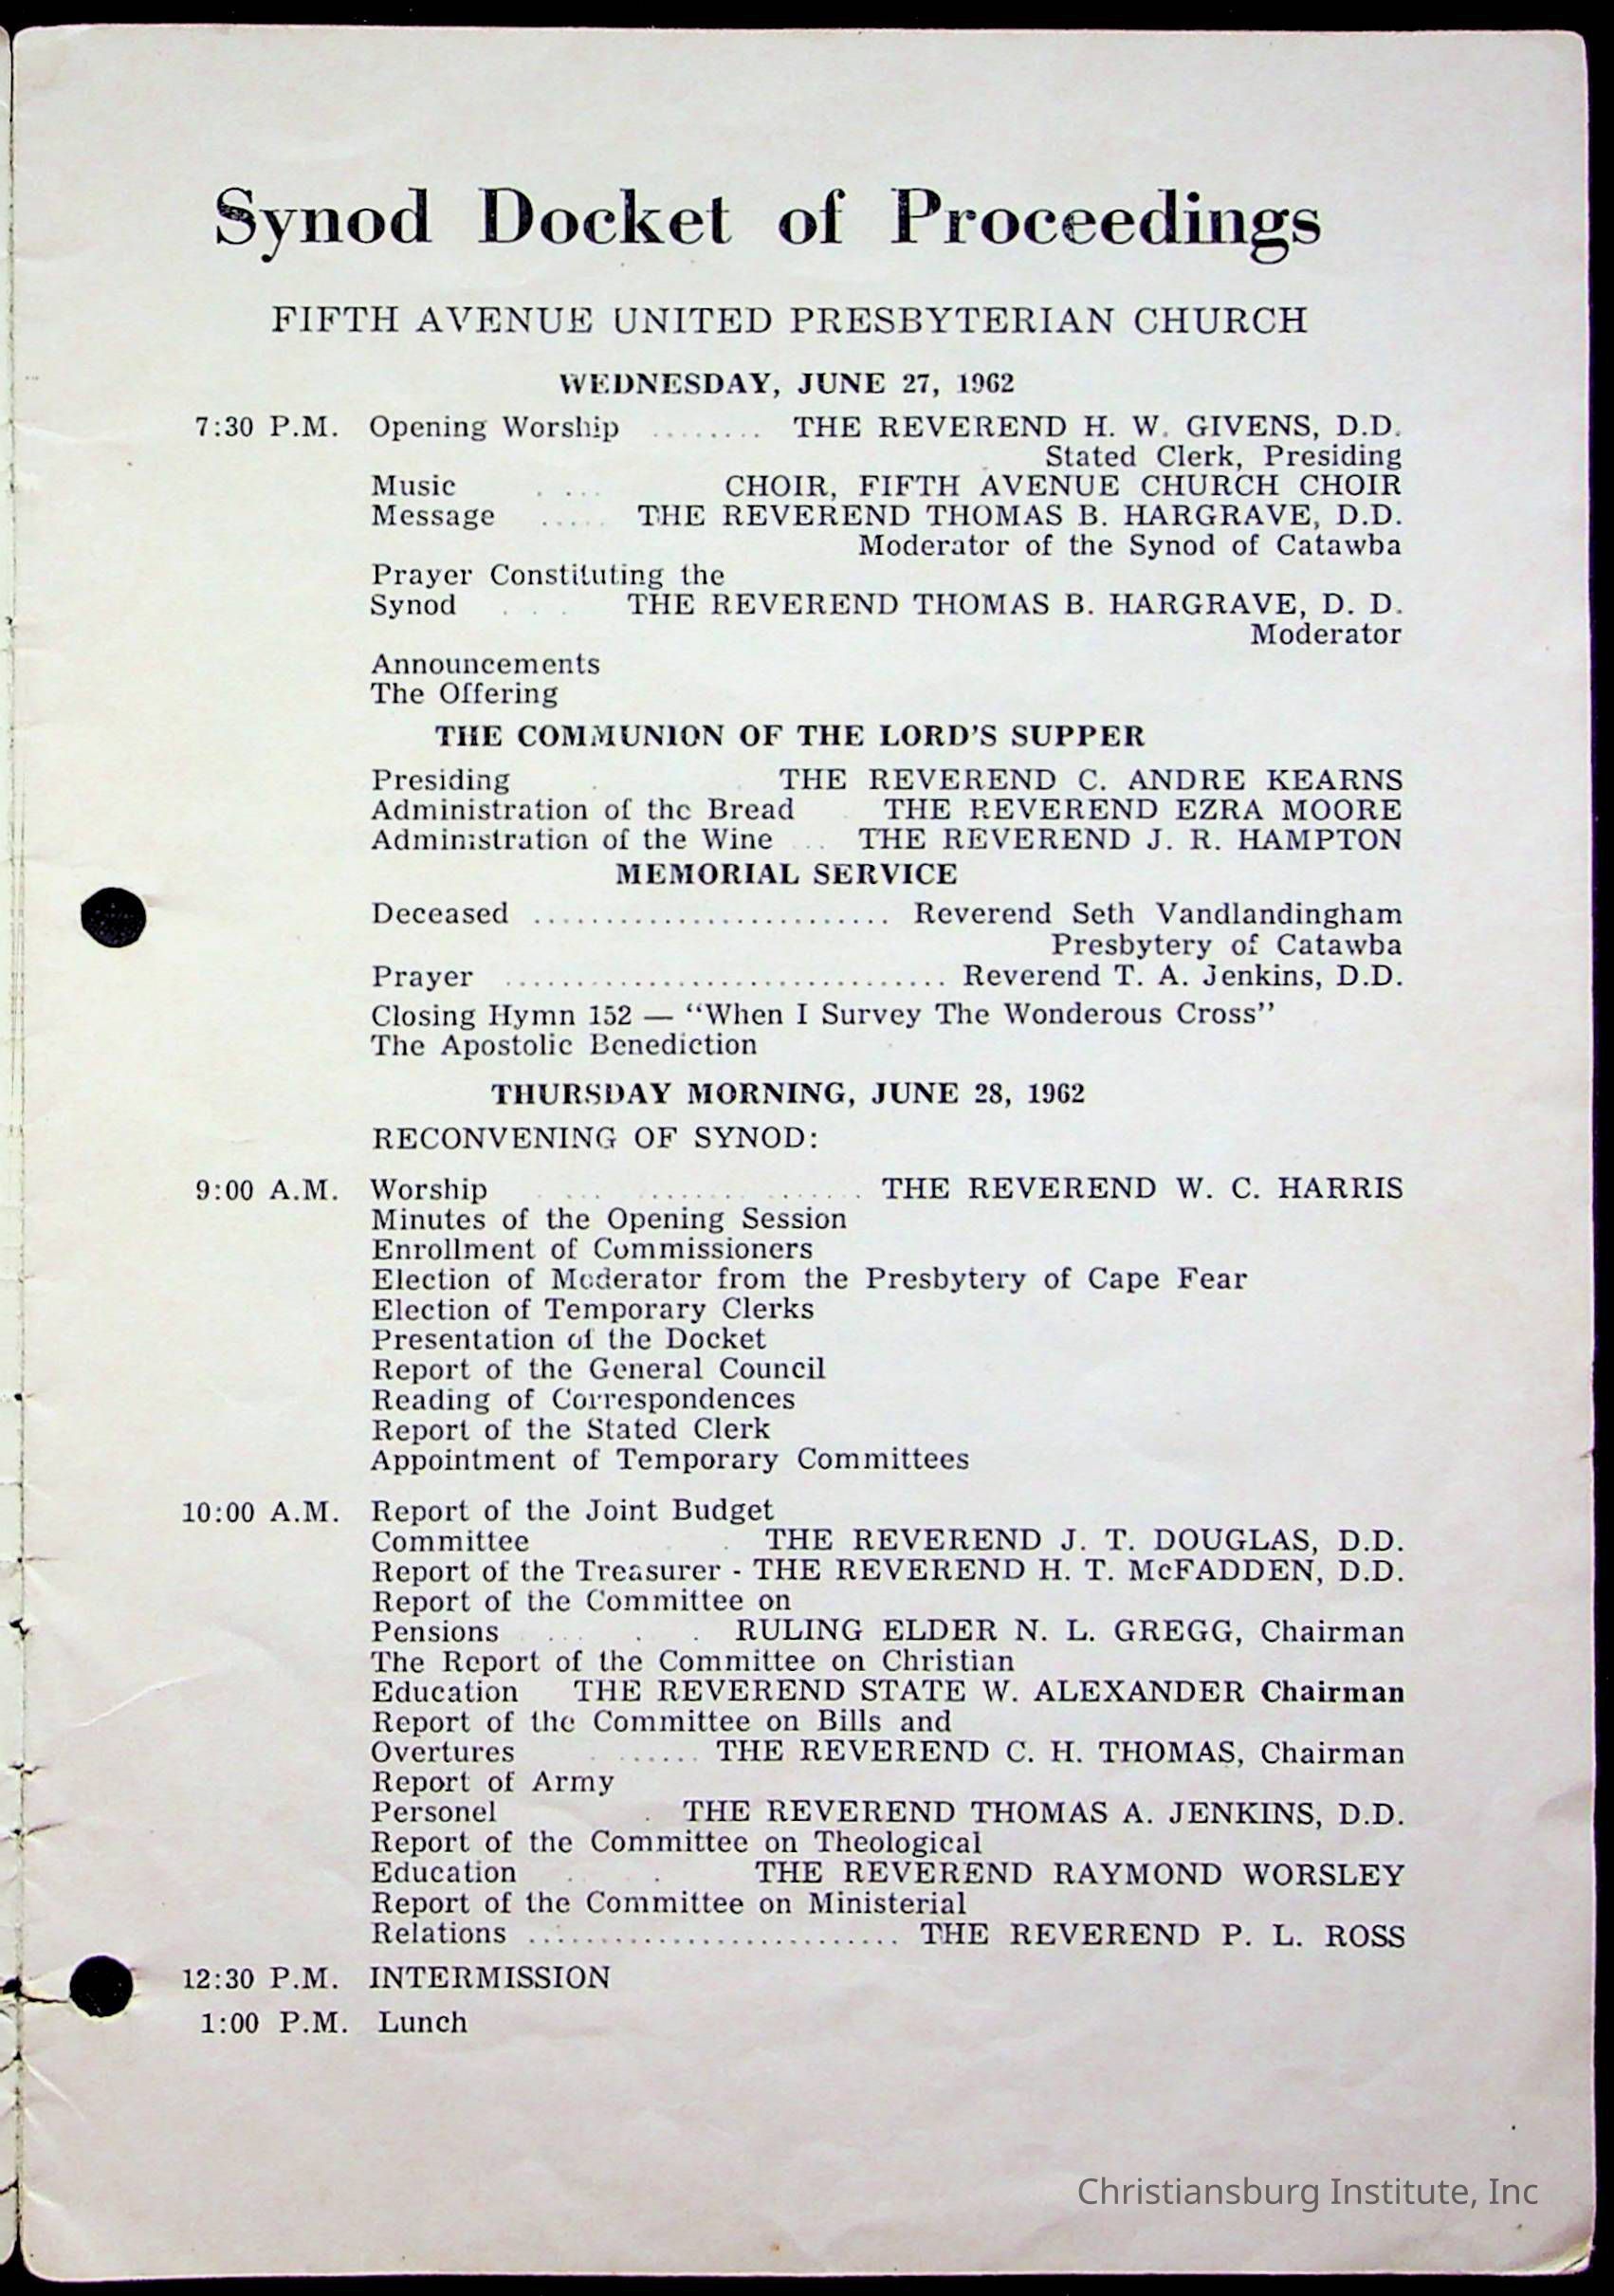 Synod Docket of Proceedings
FIFTH AVENUE UNITED PRESBYTERIAN CHURCH
WEDNESDAY, JUNE 27, 1962
7:30 P.M. Opening Worship ........ THE REVEREND H. W. GIVENS, D.D.
Stated Clerk, Presiding
Music .... CHOIR, FIFTH AVENUE CHURCH CHOIR
Message ..... THE REVEREND THOMAS B. HARGRAVE, D.D.
Moderator of the Synod of Catawba
Prayer Constituting the
Synod ... THE REVEREND THOMAS B. HARGRAVE, D. D.
Moderator
Announcements
The Offering
THE COMMUNION OF THE LORD'S SUPPER
Presiding THE REVEREND C. ANDRE KEARNS
Administration of the Bread THE REVEREND EZRA MOORE
Administration of the Wine .. THE REVEREND J. R. HAMPTON
MEMORIAL SERVICE
Deceased ......................... Reverend Seth Vandlandingham
Presbytery of Catawba
Prayer ............................... Reverend T. A. Jenkins, D.D.
Closing Hymn 152 — “When I Survey The Wonderous Cross”
The Apostolic Benediction
THURSDAY MORNING, JUNE 28, 1962
RECONVENING OF SYNOD:
9:00 A.M. Worship ... ...... ...... THE REVEREND W. C. HARRIS
Minutes of the Opening Session
Enrollment of Commissioners
Election of Moderator from the Presbytery of Cape Fear
Election of Temporary Clerks
Presentation of the Docket
Report of the General Council
Reading of Correspondences
Report of the Stated Clerk
Appointment of Temporary Committees
10:00 A.M. Report of the Joint Budget
Committee . THE REVEREND J. T. DOUGLAS, D.D.
Report of the Treasurer - THE REVEREND H. T. McFADDEN, D.D.
Report of the Committee on
Pensions ... . . RULING ELDER N. L. GREGG, Chairman
The Report of the Committee on Christian
Education THE REVEREND STATE W. ALEXANDER Chairman
Report of the Committee on Bills and
Overtures ...... THE REVEREND C. H. THOMAS, Chairman
Report of Army
Personel . THE REVEREND THOMAS A. JENKINS, D.D.
Report of the Committee on Theological
Education . . THE REVEREND RAYMOND WORSLEY
Report of the Committee on Ministerial
Relations .......................... THE REVEREND P. L. ROSS
12:30 P.M. INTERMISSION
1:00 P.M. Lunch
Christiansburg Institute, Inc